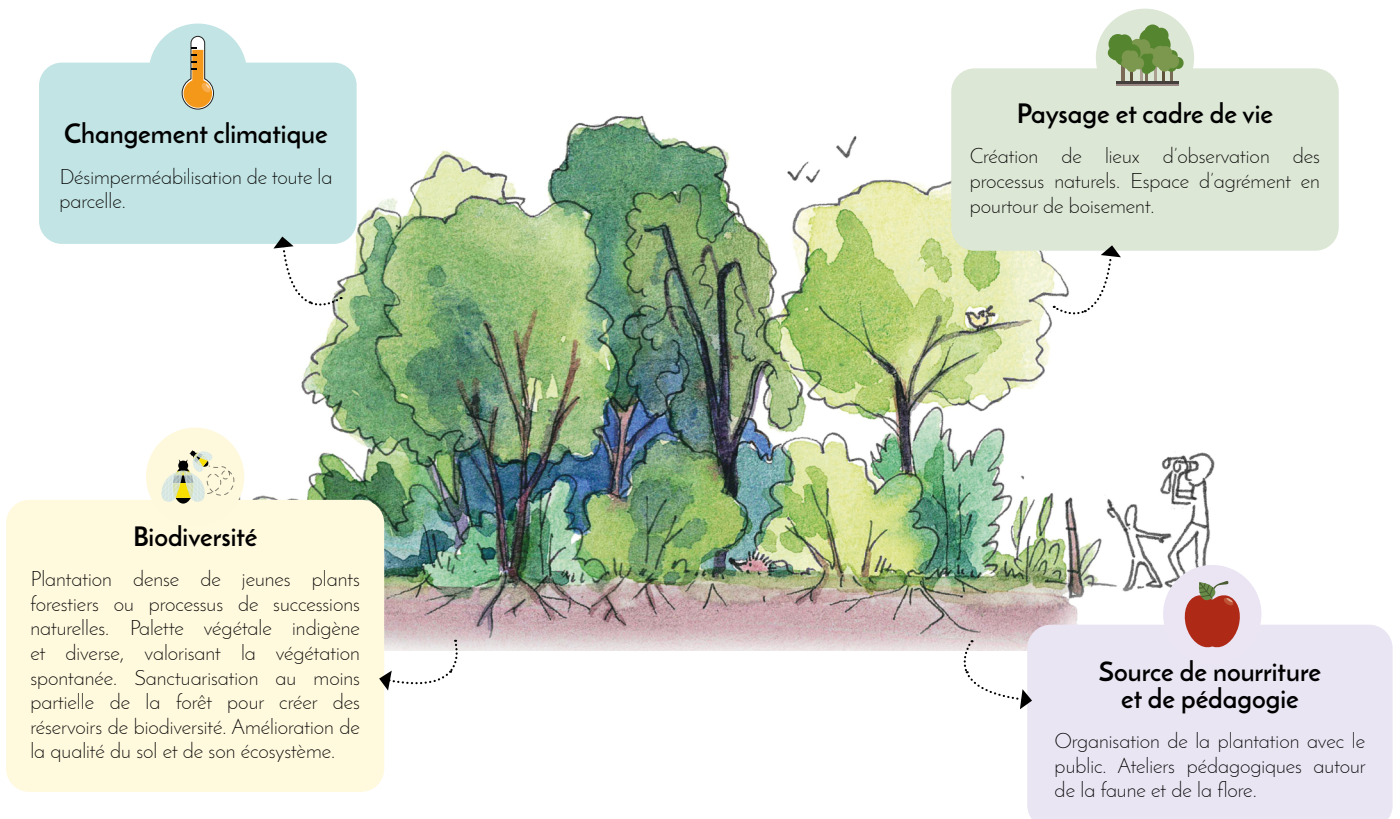 Changement climatique
Désimperméabilisation de toute la
parcelle.
Paysage et cadre de vie
Création de lieux d'observation des
processus naturels. Espace d'agrément en
pourtour de boisement.
Biodiversité
Plantation dense de jeunes plants
forestiers ou processus de successions
naturelles. Palette végétale indigène
et diverse, valorisant la végétation
spontanée. Sanctuarisation au moins
partielle de la forêt pour créer des
réservoirs de biodiversité. Amélioration de
la qualité du sol et de son écosystème.
Source de nourriture
et de pédagogie
Organisation de la plantation avec le
public. Ateliers pédagogiques autour
de la faune et de la flore.